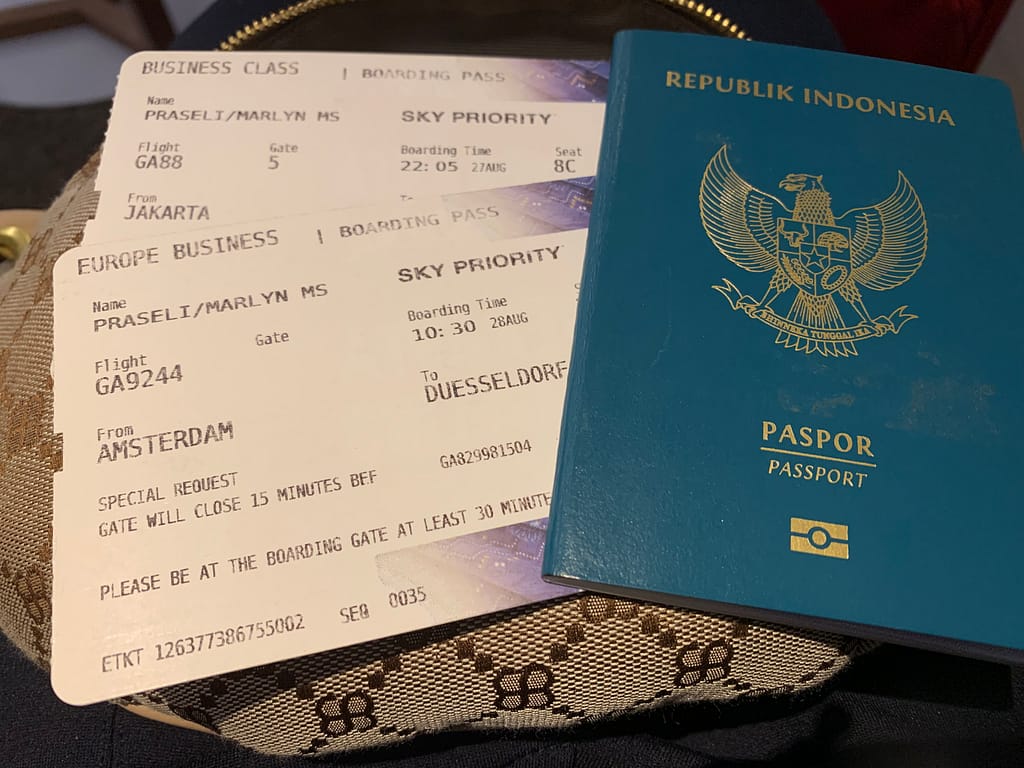 BUSINESS CLASS | BOARDING PASS
Name
PRASELI/MARLYN MS SKY PRIORITY
Flight Gate Boarding Time Seat
GA88 5 22:05 27AUG 8C
From
JAKARTA
EUROPE BUSINESS | BOARDING PASS
Name SKY PRIORITY
PRASELI/MARLYN MS
Flight Gate Boarding Time
GA9244 10:30 28AUG
From To
AMSTERDAM DUESSELDORF
SPECIAL REQUEST GA829981504
GATE WILL CLOSE 15 MINUTES BEF
PLEASE BE AT THE BOARDING GATE AT LEAST 30 MINUTE
ETKT 126377386755002 SEQ 0035
REPUBLIK INDONESIA
BHINNEKA TUNGGAL IKA
PASPOR
PASSPORT